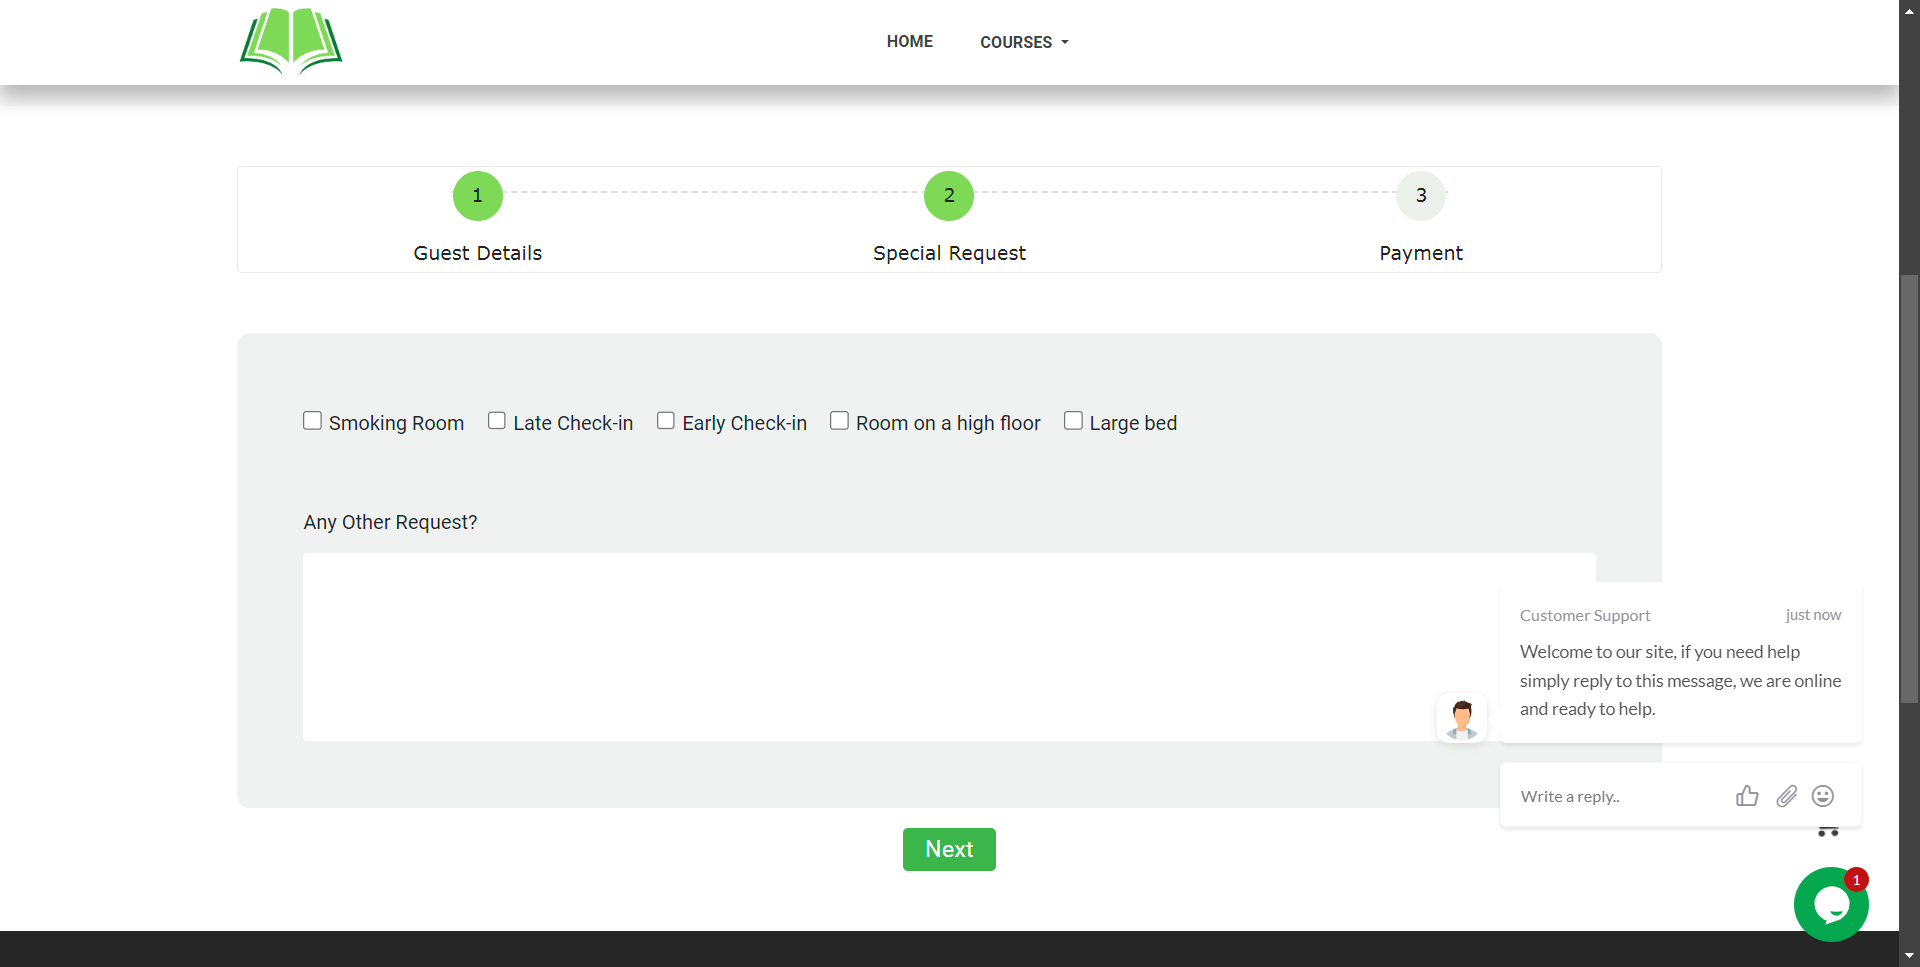 HOME COURSES
1 2 3
Guest Details Special Request Payment
Smoking Room Late Check-in Early Check-in Room on a high floor Large bed
Any Other Request?
Customer Support just now
Welcome to our site, if you need help
simply reply to this message, we are online
and ready to help.
Write a reply..
Next
1